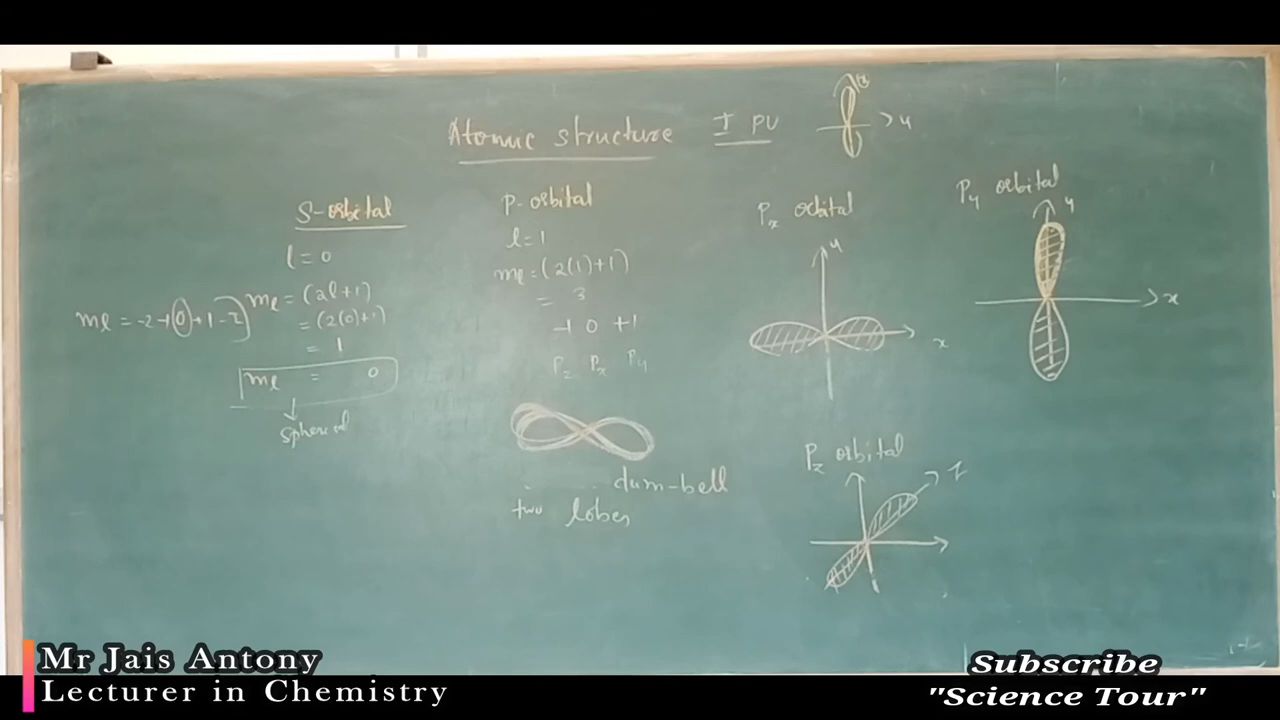 Atomic structure I PU
y
S-orbital
l = 0
ml = (2l+1)
= (2(0)+1)
= 1
ml = -2 -1 0 +1 -2
ml = 0
spherical
P-orbital
l = 1
ml = (2(1)+1)
= 3
-1 0 +1
Pz Px Py
dum-bell
two lobes
Px orbital
y
x
Py orbital
y
x
Pz orbital
z
Mr Jais Antony
Lecturer in Chemistry
Subscribe
"Science Tour"